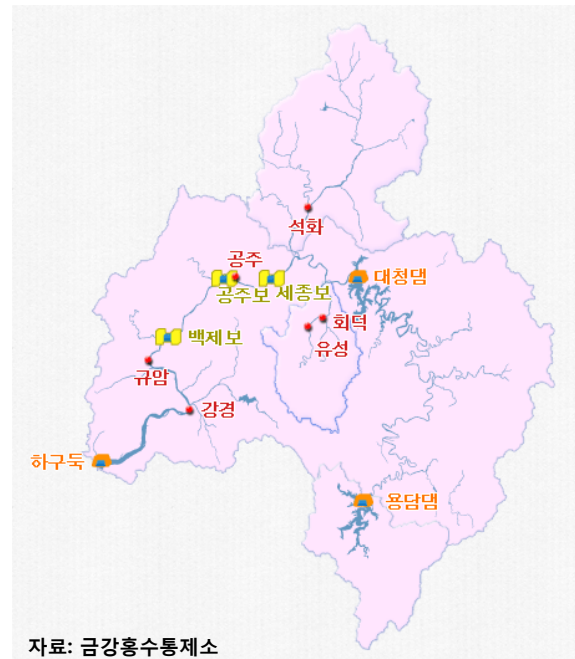 석화
공주
대청댐
공주보 세종보
회덕
유성
백제보
규암
강경
하구둑
용담댐
자료: 금강홍수통제소